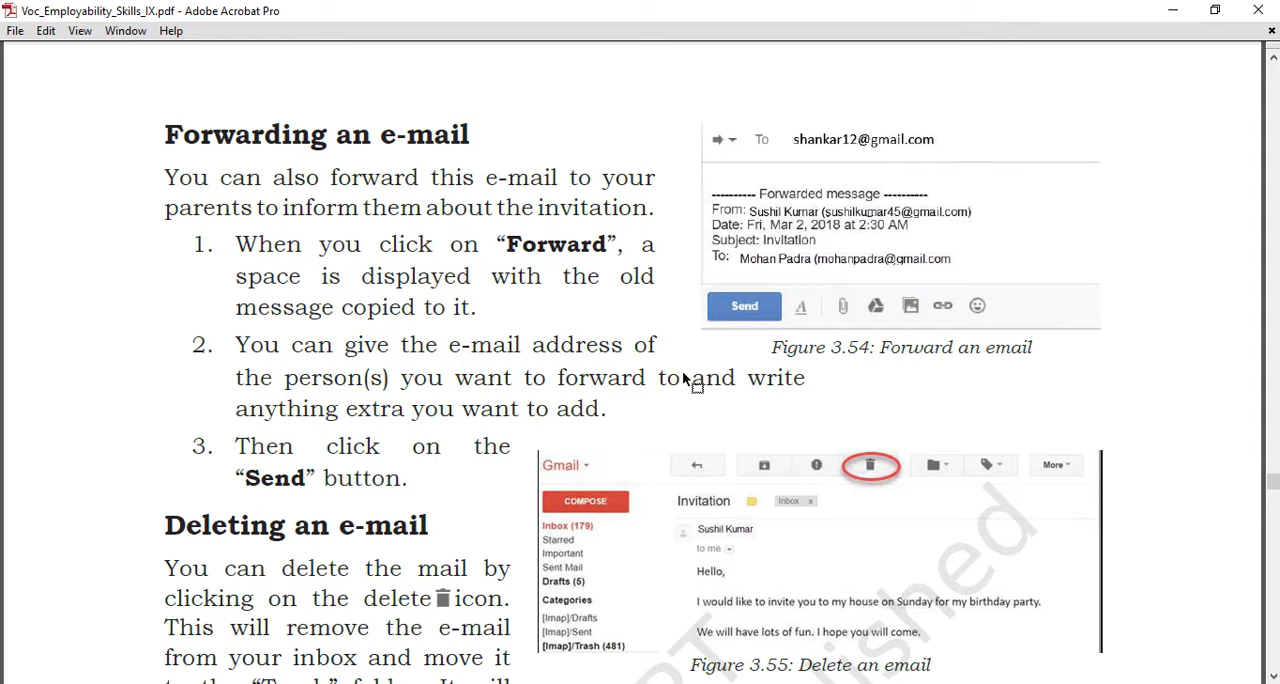 Voc_Employability_Skills_IX.pdf - Adobe Acrobat Pro
File Edit View Window Help
Forwarding an e-mail
You can also forward this e-mail to your
parents to inform them about the invitation.
1. When you click on “Forward”, a
space is displayed with the old
message copied to it.
2. You can give the e-mail address of
the person(s) you want to forward to and write
anything extra you want to add.
3. Then click on the
“Send” button.
To shankar12@gmail.com
---------- Forwarded message ----------
From: Sushil Kumar (sushilkumar45@gmail.com)
Date: Fri, Mar 2, 2018 at 2:30 AM
Subject: Invitation
To: Mohan Padra (mohanpadra@gmail.com
Send
Figure 3.54: Forward an email
Deleting an e-mail
You can delete the mail by
clicking on the delete icon.
This will remove the e-mail
from your inbox and move it
Gmail
More
COMPOSE
Inbox (179)
Starred
Important
Sent Mail
Drafts (5)
Categories
[Imap]/Drafts
[Imap]/Sent
[Imap]/Trash (481)
Invitation Inbox x
Sushil Kumar
to me
Hello,
I would like to invite you to my house on Sunday for my birthday party.
We will have lots of fun. I hope you will come.
Figure 3.55: Delete an email